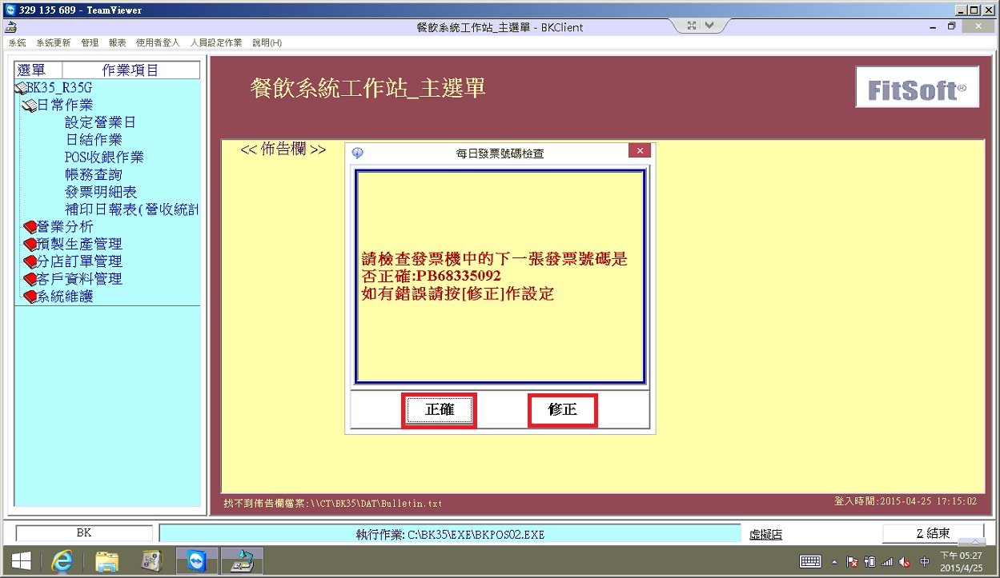 329 135 689 - TeamViewer
餐飲系統工作站_主選單 - BKClient
系統 系統更新 管理 報表 使用者登入 人員設定作業 說明(H)
選單 作業項目
BK35_R35G
日常作業
設定營業日
日結作業
POS收銀作業
帳務查詢
發票明細表
補印日報表(營收統計
營業分析
預製生產管理
分店訂單管理
客戶資料管理
系統維護
餐飲系統工作站_主選單
FitSoft®
<< 佈告欄 >>
每日發票號碼檢查
請檢查發票機中的下一張發票號碼是
否正確:PB68335092
如有錯誤請按[修正]作設定
正確 修正
找不到佈告欄檔案:\\CT\BK35\DAT\Bulletin.txt
登入時間:2015-04-25 17:15:02
BK
執行作業: C:\BK35\EXE\BKPOS02.EXE
虛擬店
Z 結束
中
下午 05:27
2015/4/25